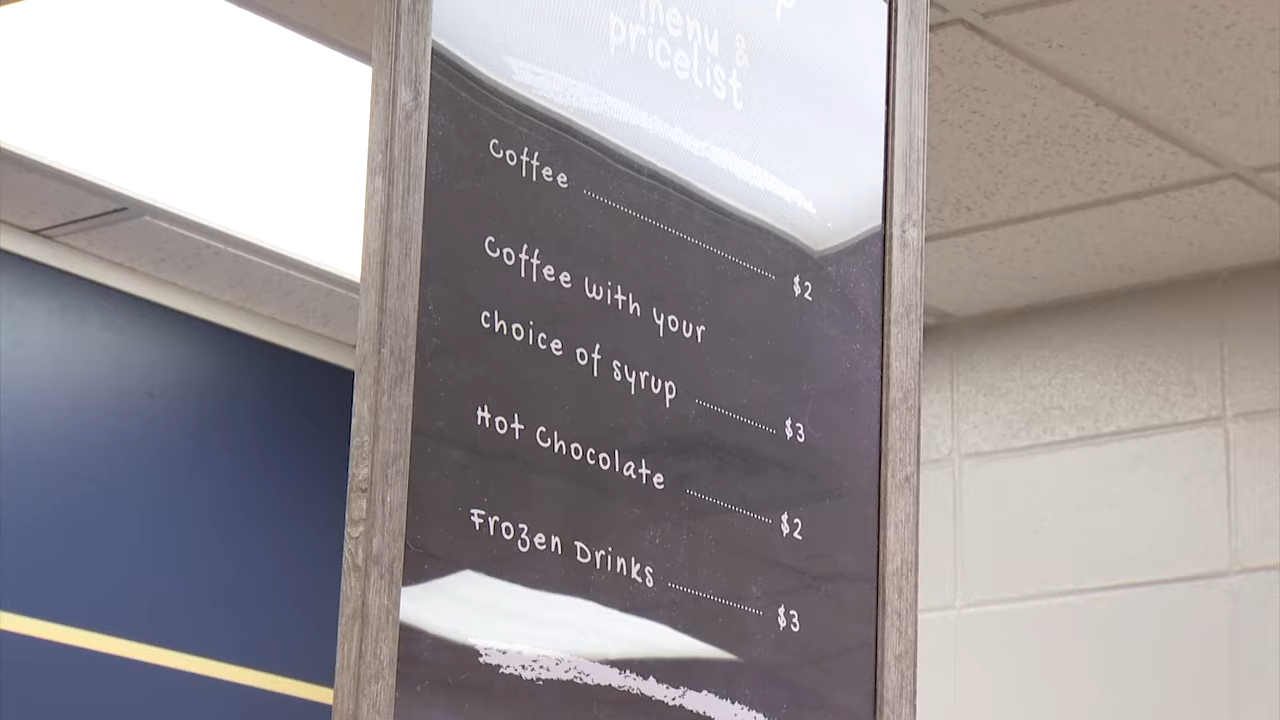 menu &
pricelist
Coffee .......... $2
Coffee with your
choice of syrup .......... $3
Hot Chocolate .......... $2
Frozen Drinks .......... $3